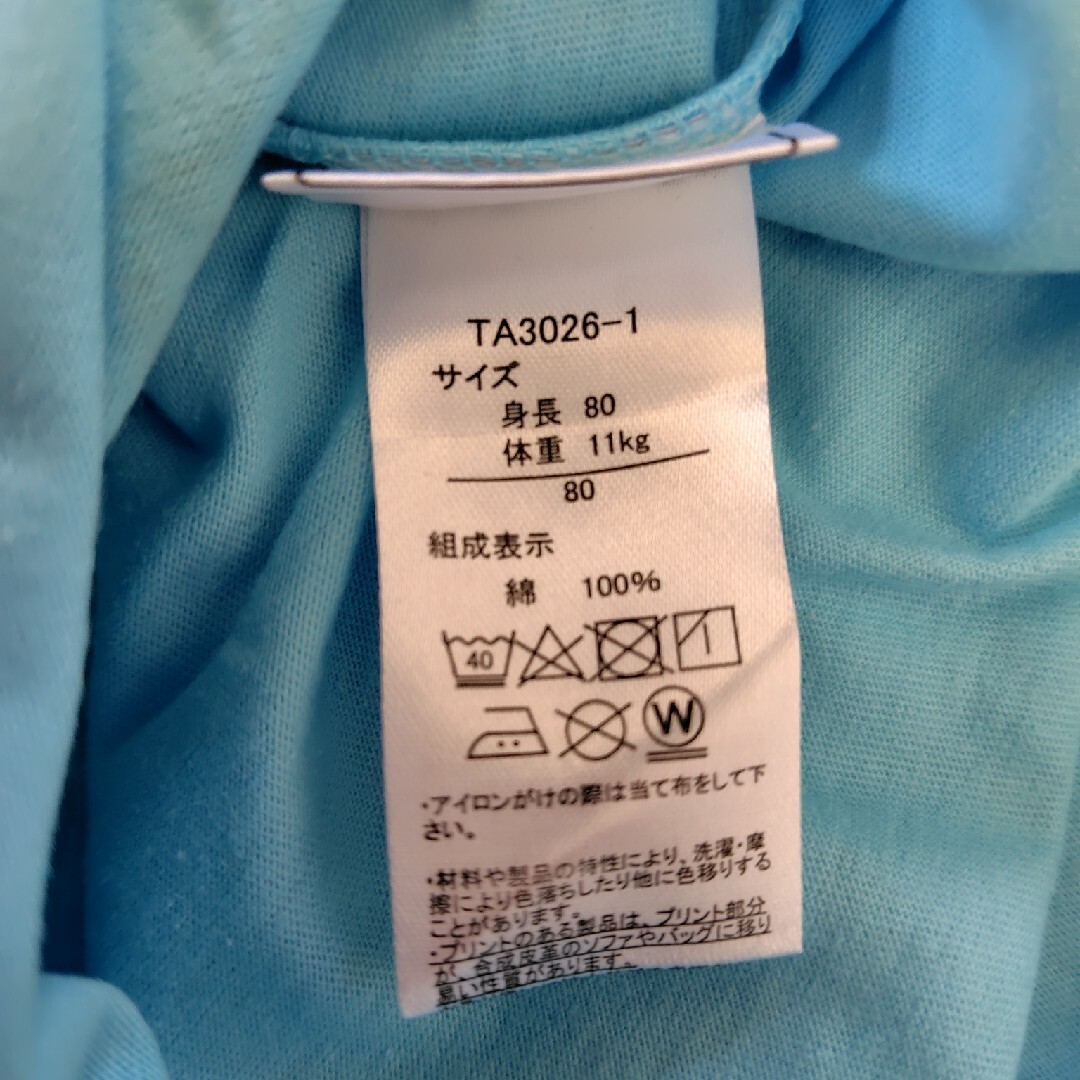 TA3026-1
サイズ
身長 80
体重 11kg
80
組成表示
綿 100%
40
W
・アイロンがけの際は当て布をして下
さい。
・材料や製品の特性により、洗濯・摩
擦により色落ちしたり他に色移りする
ことがあります。
・プリントのある製品は、プリント部分
が、合成皮革のソファやバッグに移り
易い性質があります。